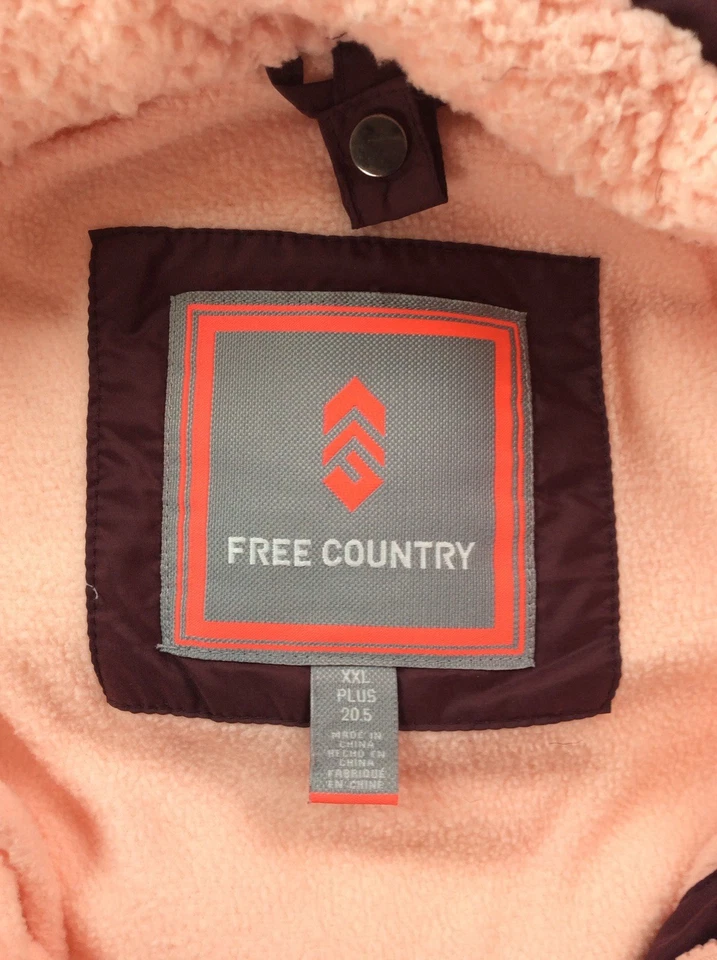 FREE COUNTRY
XXL
PLUS
20.5
MADE IN
CHINA
HECHO EN
CHINA
FABRIQUÉ
EN CHINE